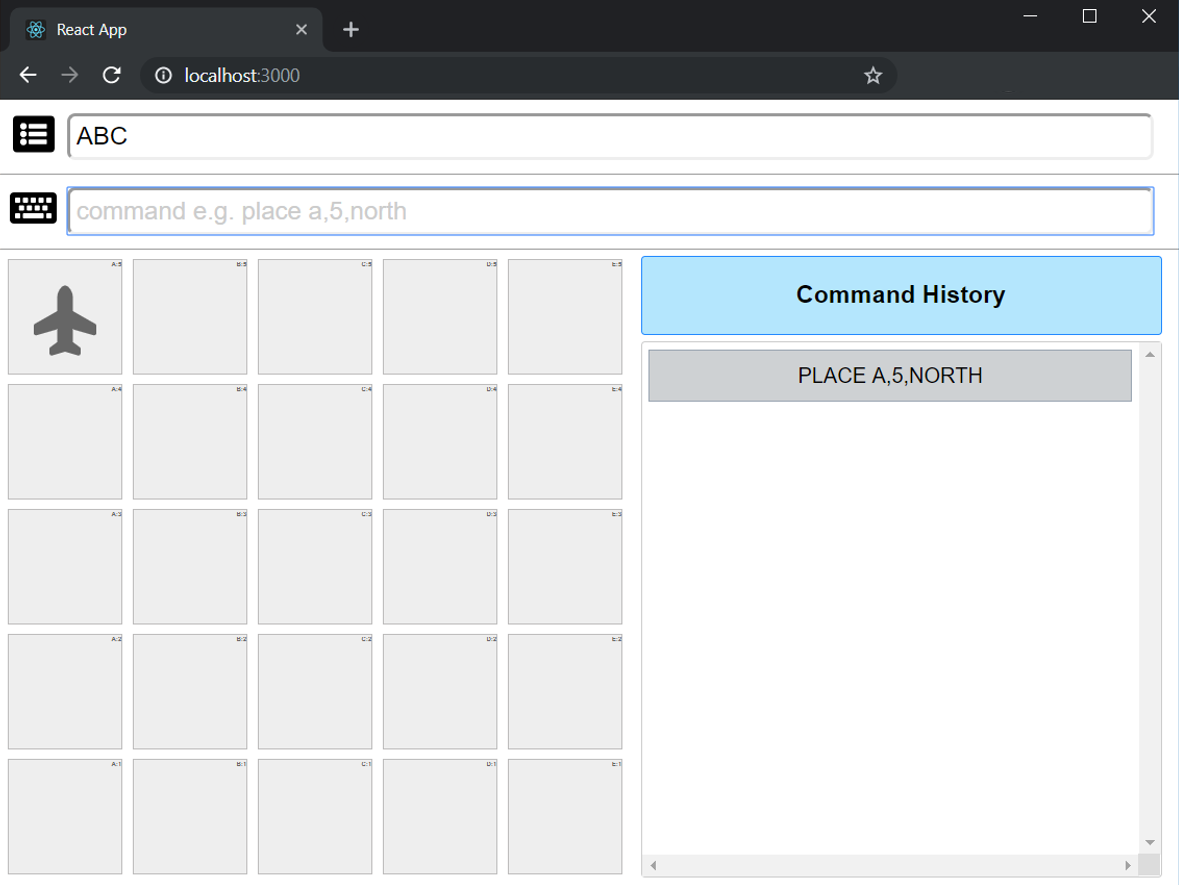 React App
localhost:3000
ABC
command e.g. place a,5,north
A:5 B:5 C:5 D:5 E:5
Command History
PLACE A,5,NORTH
A:4 B:4 C:4 D:4 E:4
A:3 B:3 C:3 D:3 E:3
A:2 B:2 C:2 D:2 E:2
A:1 B:1 C:1 D:1 E:1